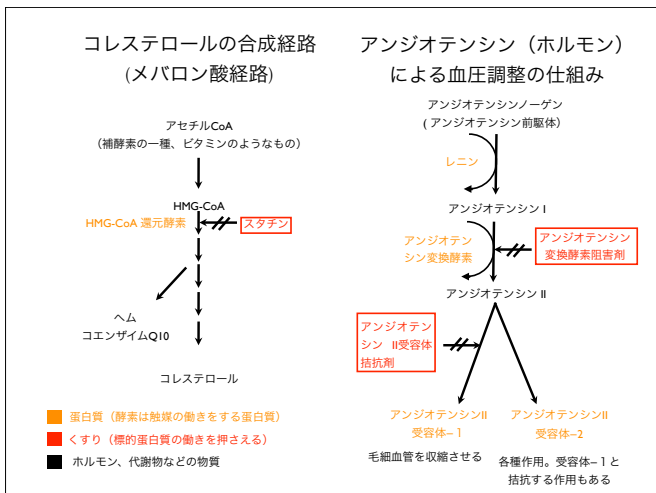 コレステロールの合成経路
(メバロン酸経路)
アセチルCoA
（補酵素の一種、ビタミンのようなもの）
HMG-CoA
HMG-CoA 還元酵素
スタチン
ヘム
コエンザイムQ10
コレステロール
蛋白質（酵素は触媒の働きをする蛋白質）
くすり（標的蛋白質の働きを押さえる）
ホルモン、代謝物などの物質
アンジオテンシン（ホルモン）
による血圧調整の仕組み
アンジオテンシンノーゲン
( アンジオテンシン前駆体）
レニン
アンジオテンシン I
アンジオテン
シン変換酵素
アンジオテンシン
変換酵素阻害剤
アンジオテンシン II
アンジオテン
シン II受容体
拮抗剤
アンジオテンシンII
受容体−１
毛細血管を収縮させる
アンジオテンシンII
受容体−2
各種作用。受容体−１と
拮抗する作用もある